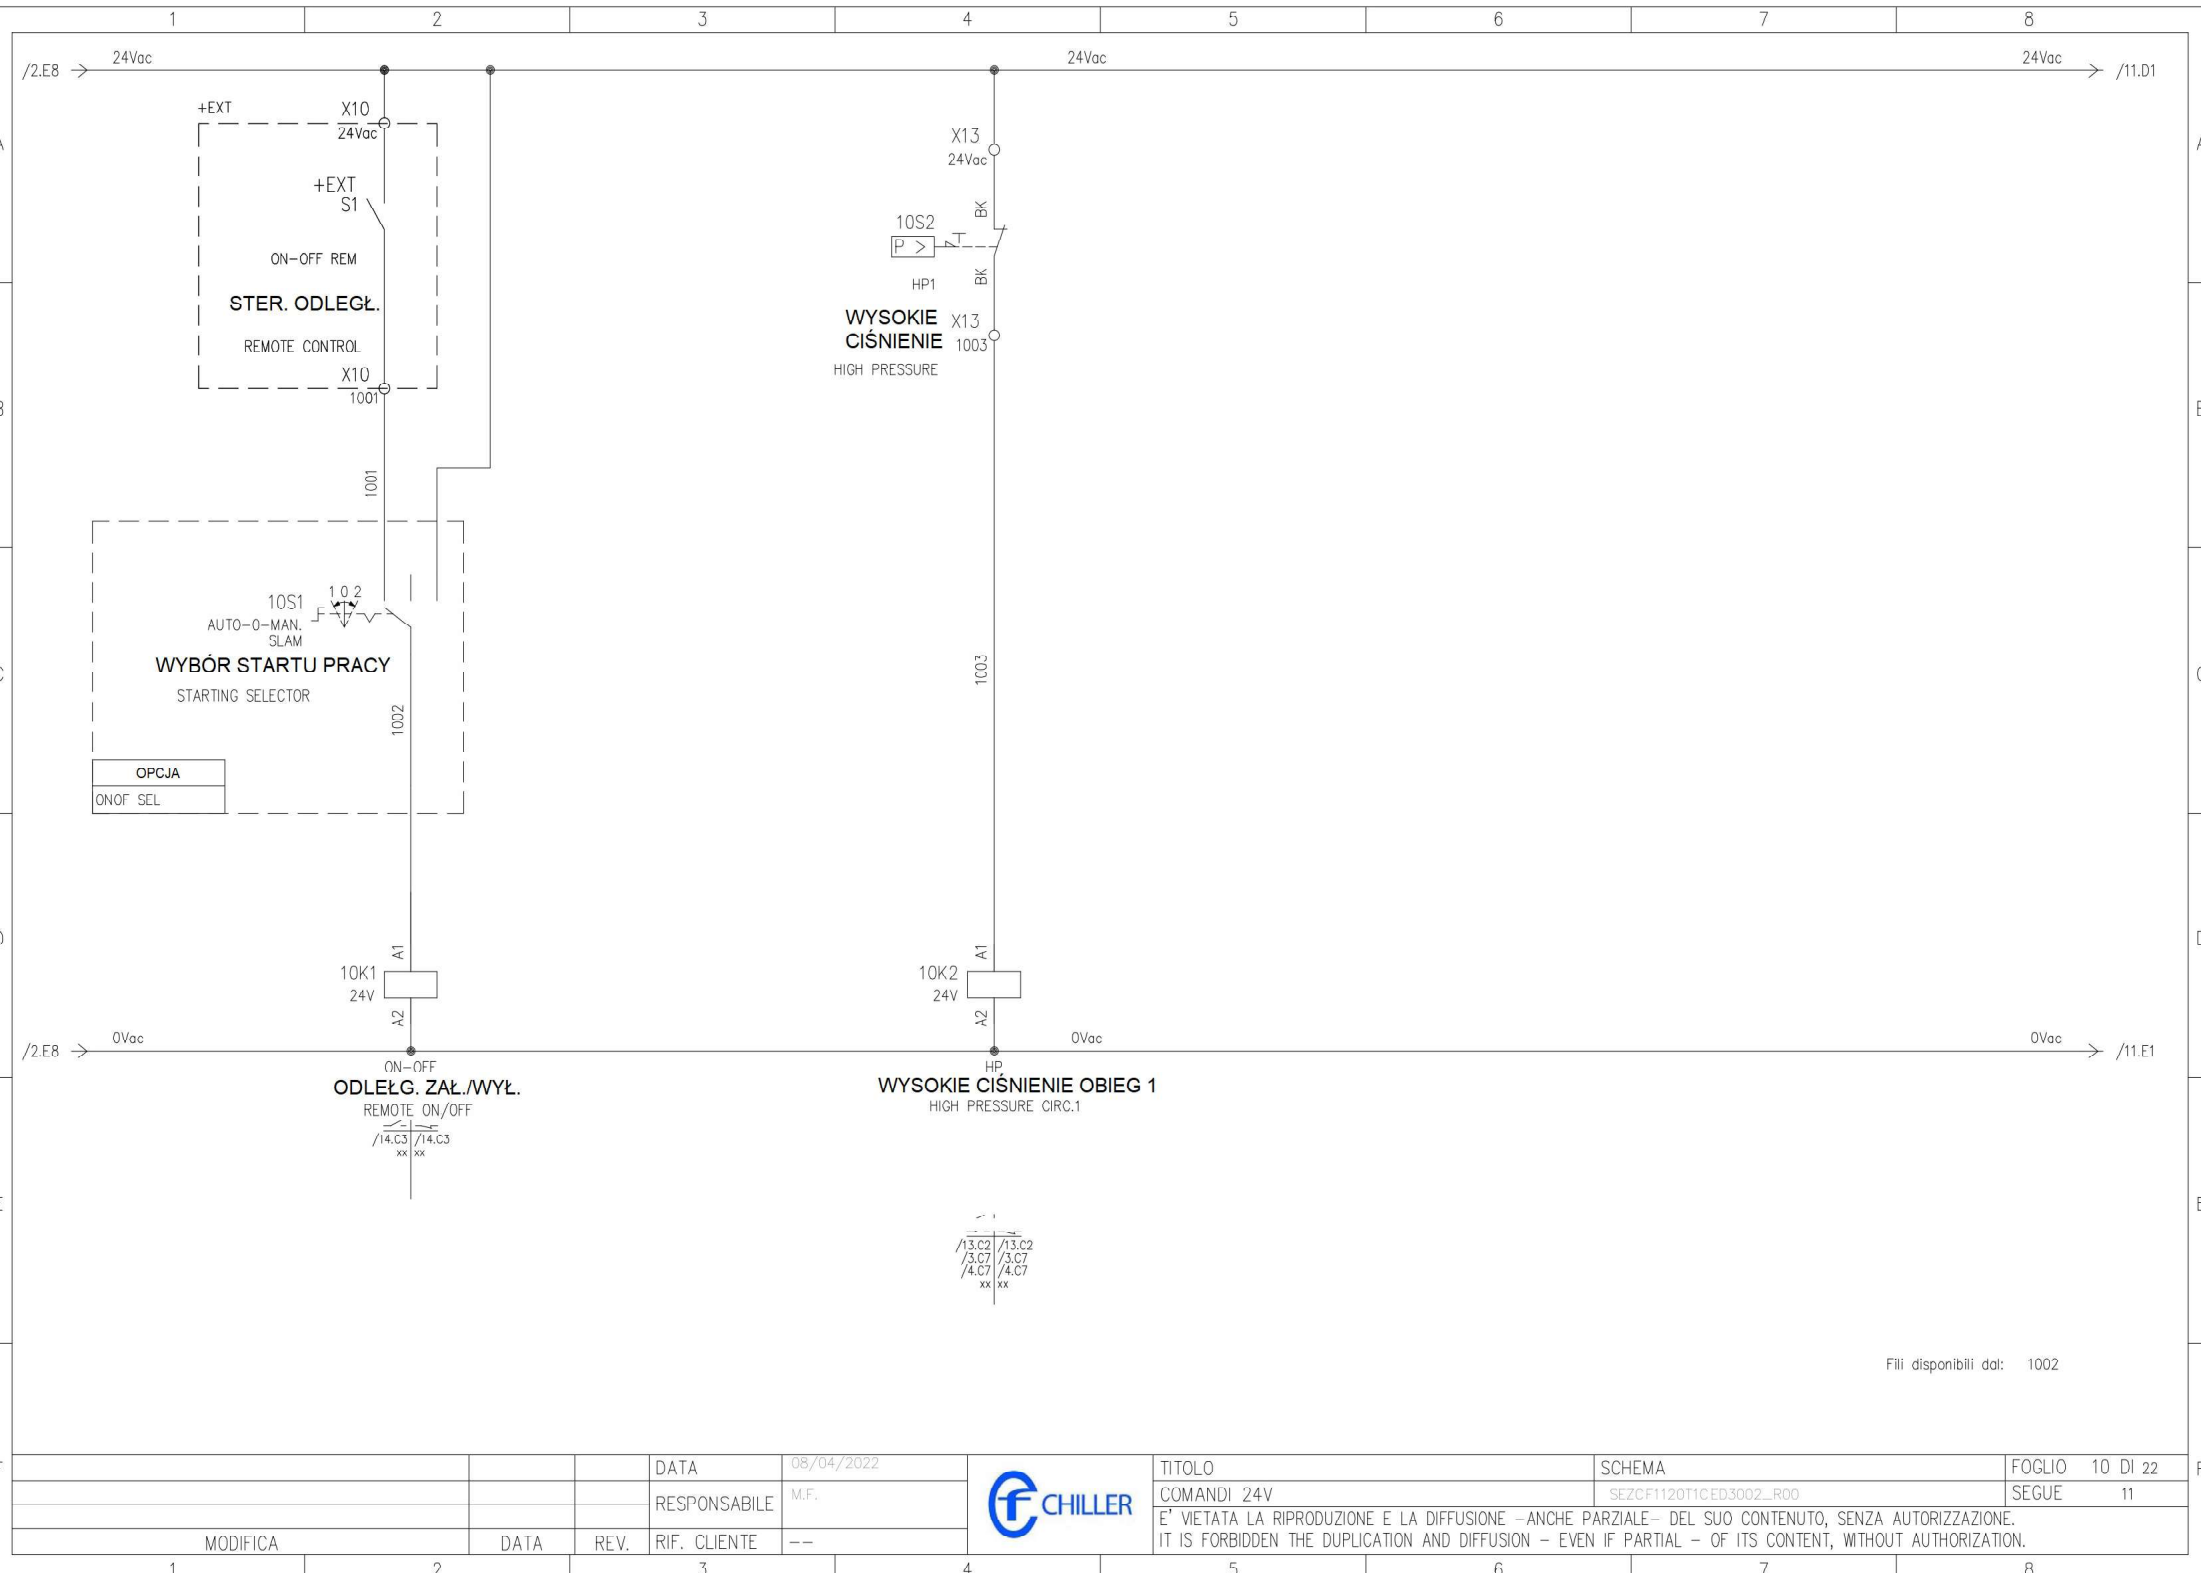 1 2 3 4 5 6 7 8
24Vac 24Vac 24Vac
/2.E8 /11.D1
+EXT X10
24Vac
X13
24Vac
+EXT
S1
BK
10S2
P >
ON-OFF REM
BK
HP1
STER. ODLEGŁ.
WYSOKIE X13
CIŚNIENIE 1003
REMOTE CONTROL
HIGH PRESSURE
X10
1001
1001
1 0 2
10S1
AUTO-0-MAN.
SLAM
WYBÓR STARTU PRACY
STARTING SELECTOR
1003
1002
OPCJA
ONOF SEL
A1 A1
10K1 10K2
24V 24V
A2 A2
0Vac 0Vac 0Vac
/2.E8 /11.E1
ON-OFF HP
ODLEŁG. ZAŁ./WYŁ. WYSOKIE CIŚNIENIE OBIEG 1
REMOTE ON/OFF HIGH PRESSURE CIRC.1
/14.C3 /14.C3
xx xx
/13.C2 /13.C2
/3.C7 /3.C7
/4.C7 /4.C7
xx xx
Fili disponibili dal: 1002
DATA 08/04/2022
RESPONSABILE M.F.
MODIFICA DATA REV. RIF. CLIENTE --
CF CHILLER
TITOLO SCHEMA FOGLIO 10 DI 22
COMANDI 24V SEZCF1120T1CED3002_R00 SEGUE 11
E' VIETATA LA RIPRODUZIONE E LA DIFFUSIONE -ANCHE PARZIALE- DEL SUO CONTENUTO, SENZA AUTORIZZAZIONE.
IT IS FORBIDDEN THE DUPLICATION AND DIFFUSION - EVEN IF PARTIAL - OF ITS CONTENT, WITHOUT AUTHORIZATION.
1 2 3 4 5 6 7 8